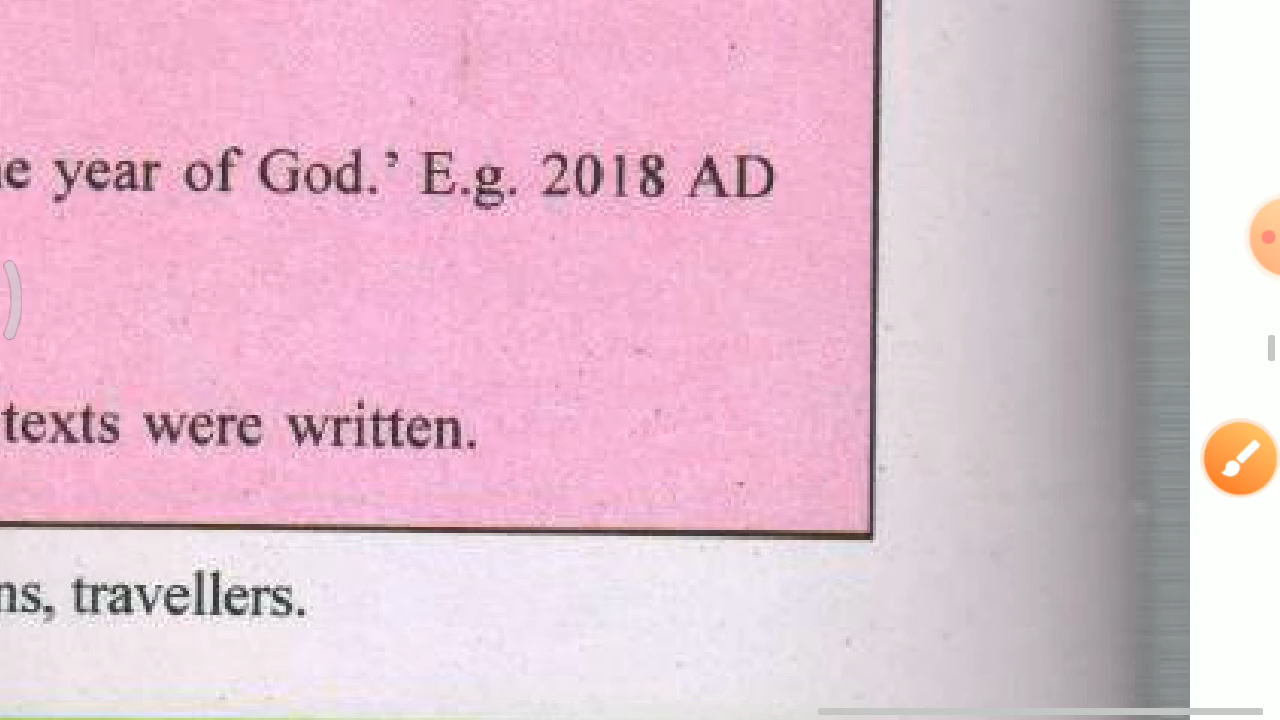 year of God.’ E.g. 2018 AD
texts were written.
travellers.